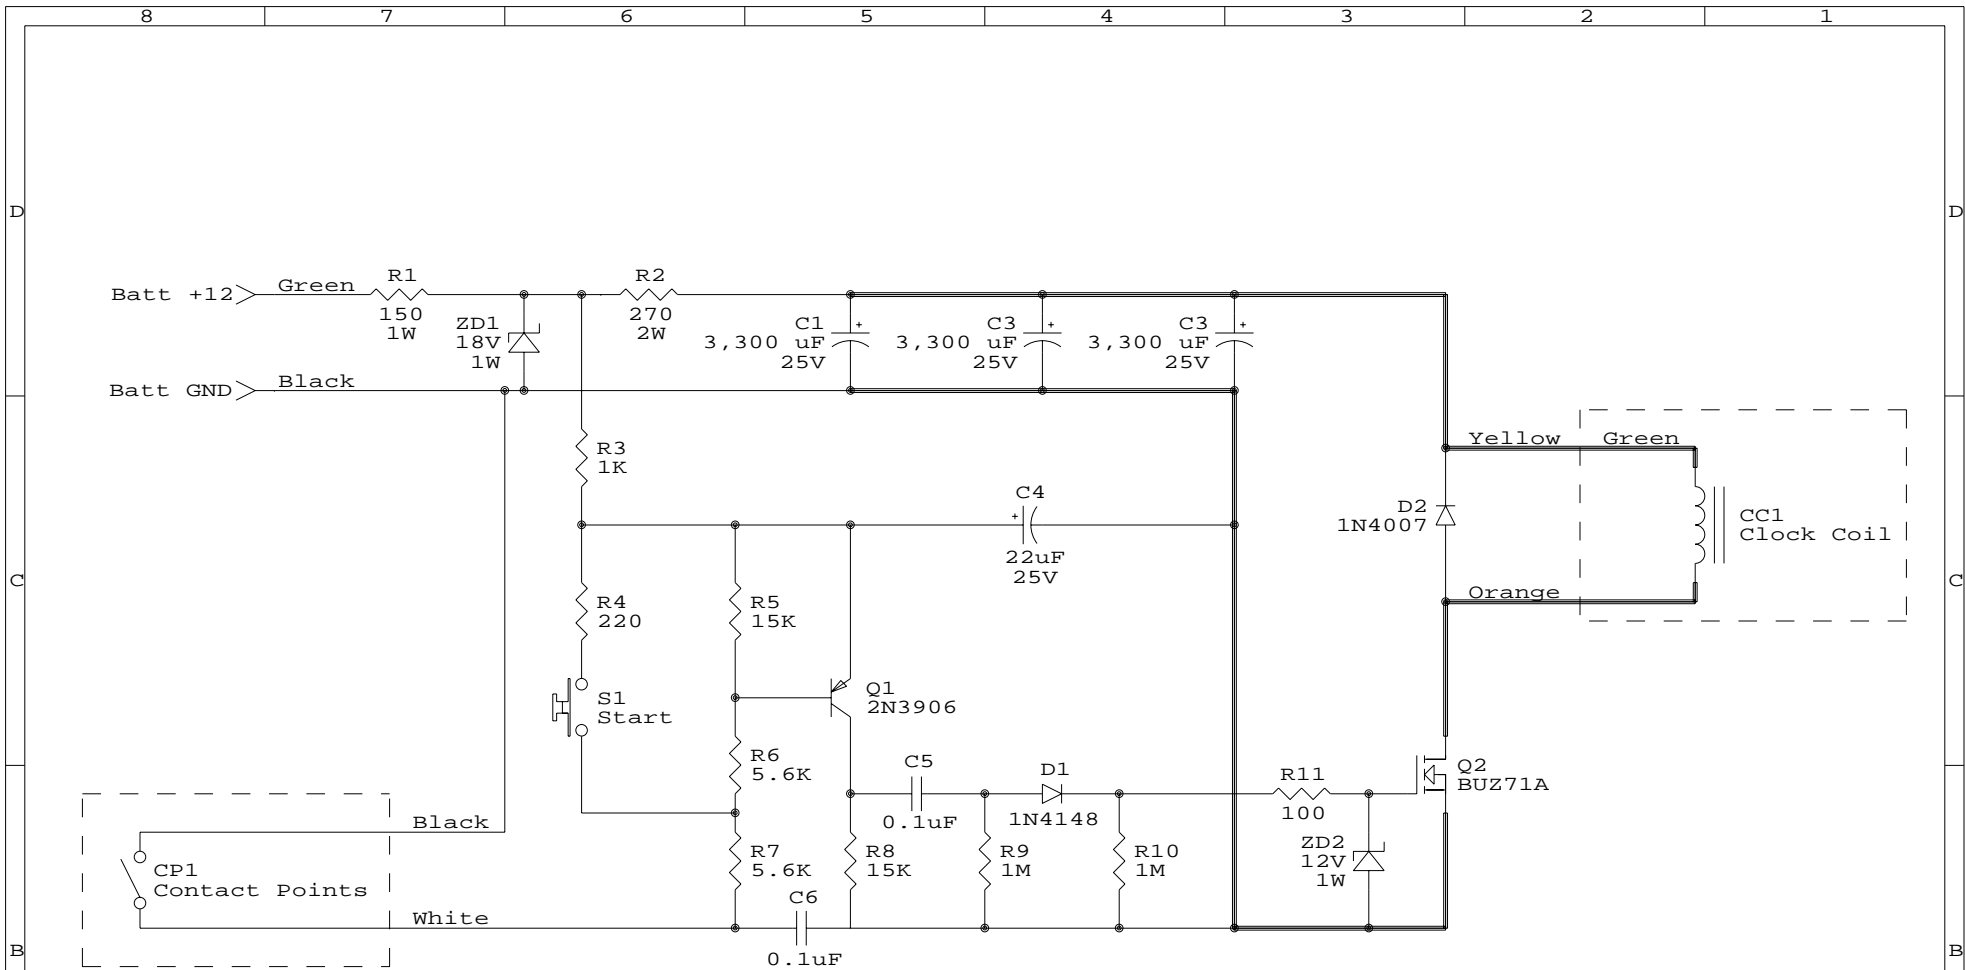 8 7 6 5 4 3 2 1
D D
Batt +12
Green
R1
150
1W
ZD1
18V
1W
R2
270
2W
C1
3,300 uF
25V
C3
3,300 uF
25V
C3
3,300 uF
25V
Batt GND
Black
R3
1K
Yellow Green
C4
22uF
25V
D2
1N4007
CC1
Clock Coil
C C
R4
220
R5
15K
Orange
S1
Start
Q1
2N3906
R6
5.6K
C5
0.1uF
D1
1N4148
R11
100
Q2
BUZ71A
Black
CP1
Contact Points
R7
5.6K
R8
15K
R9
1M
R10
1M
ZD2
12V
1W
White
C6
0.1uF
B B